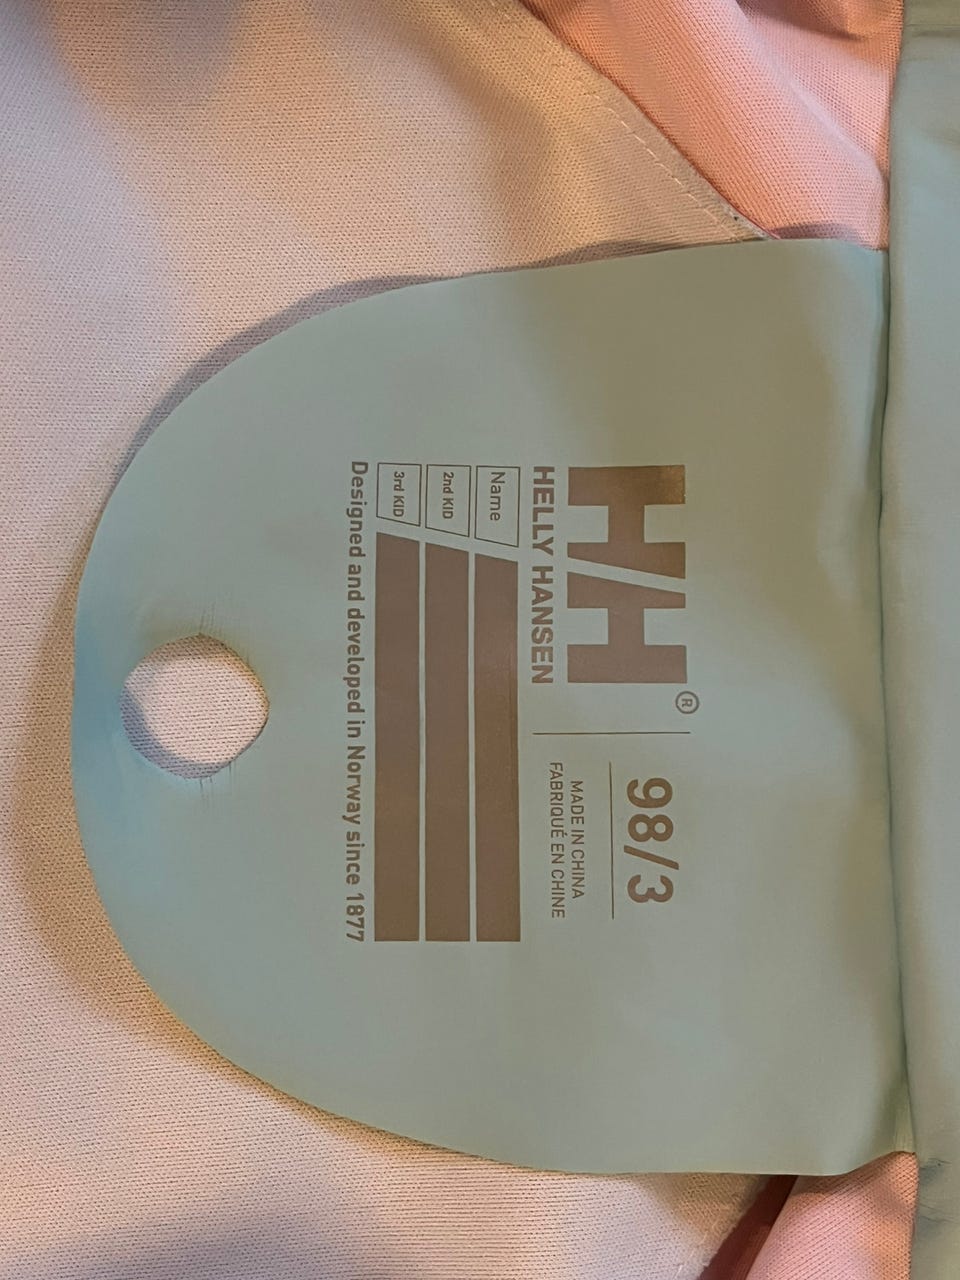 HH®
HELLY HANSEN
98/3
MADE IN CHINA
FABRIQUÉ EN CHINE
Name
2nd KID
3rd KID
Designed and developed in Norway since 1877